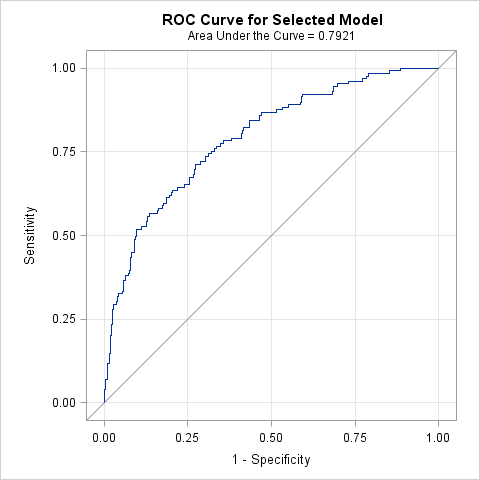 ROC Curve for Selected Model
Area Under the Curve = 0.7921
1.00
0.75
0.50
0.25
0.00
Sensitivity
0.00 0.25 0.50 0.75 1.00
1 - Specificity